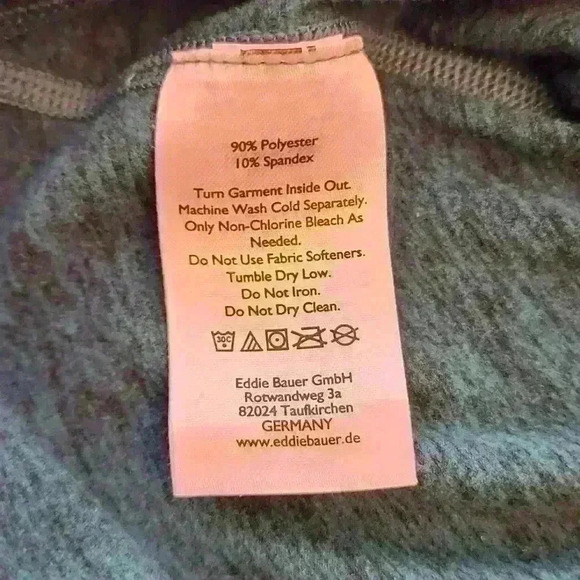 90% Polyester
10% Spandex
Turn Garment Inside Out.
Machine Wash Cold Separately.
Only Non-Chlorine Bleach As
Needed.
Do Not Use Fabric Softeners.
Tumble Dry Low.
Do Not Iron.
Do Not Dry Clean.
30C
Eddie Bauer GmbH
Rotwandweg 3a
82024 Taufkirchen
GERMANY
www.eddiebauer.de